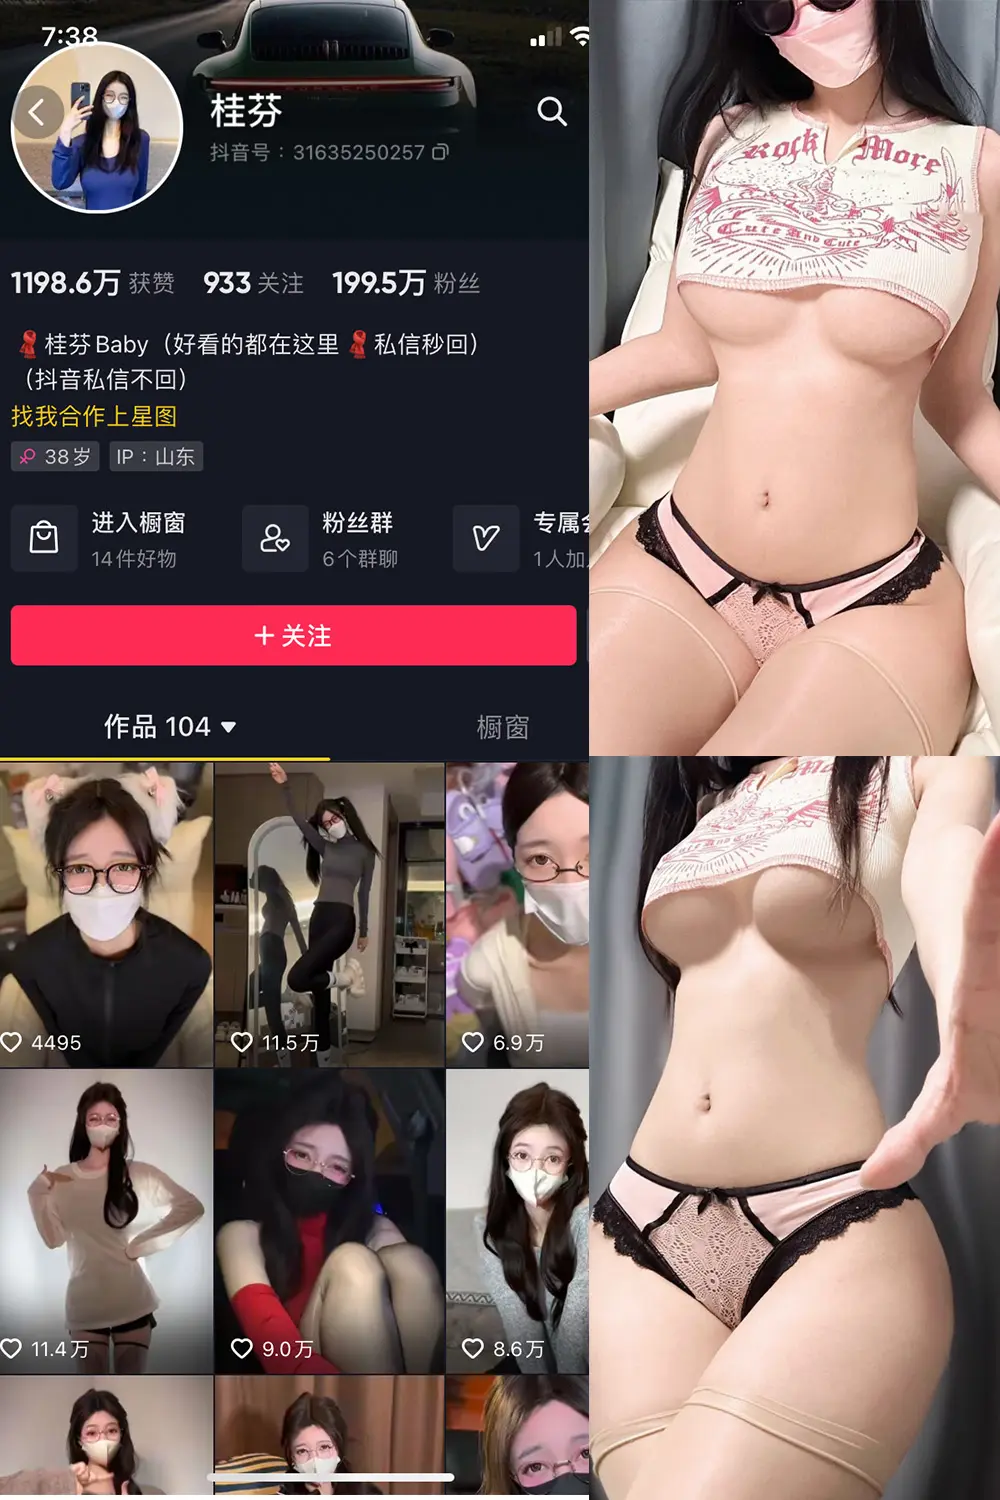 7:38
桂芬
抖音号：31635250257
1198.6万 获赞 933 关注 199.5万 粉丝
桂芬Baby（好看的都在这里 私信秒回）
（抖音私信不回）
找我合作上星图
38岁 IP：山东
进入橱窗 粉丝群
14件好物 6个群聊 1人加
关注
作品 104 橱窗
4495 11.5万 6.9万
11.4万 9.0万 8.6万
Rock More
Cute And Cute